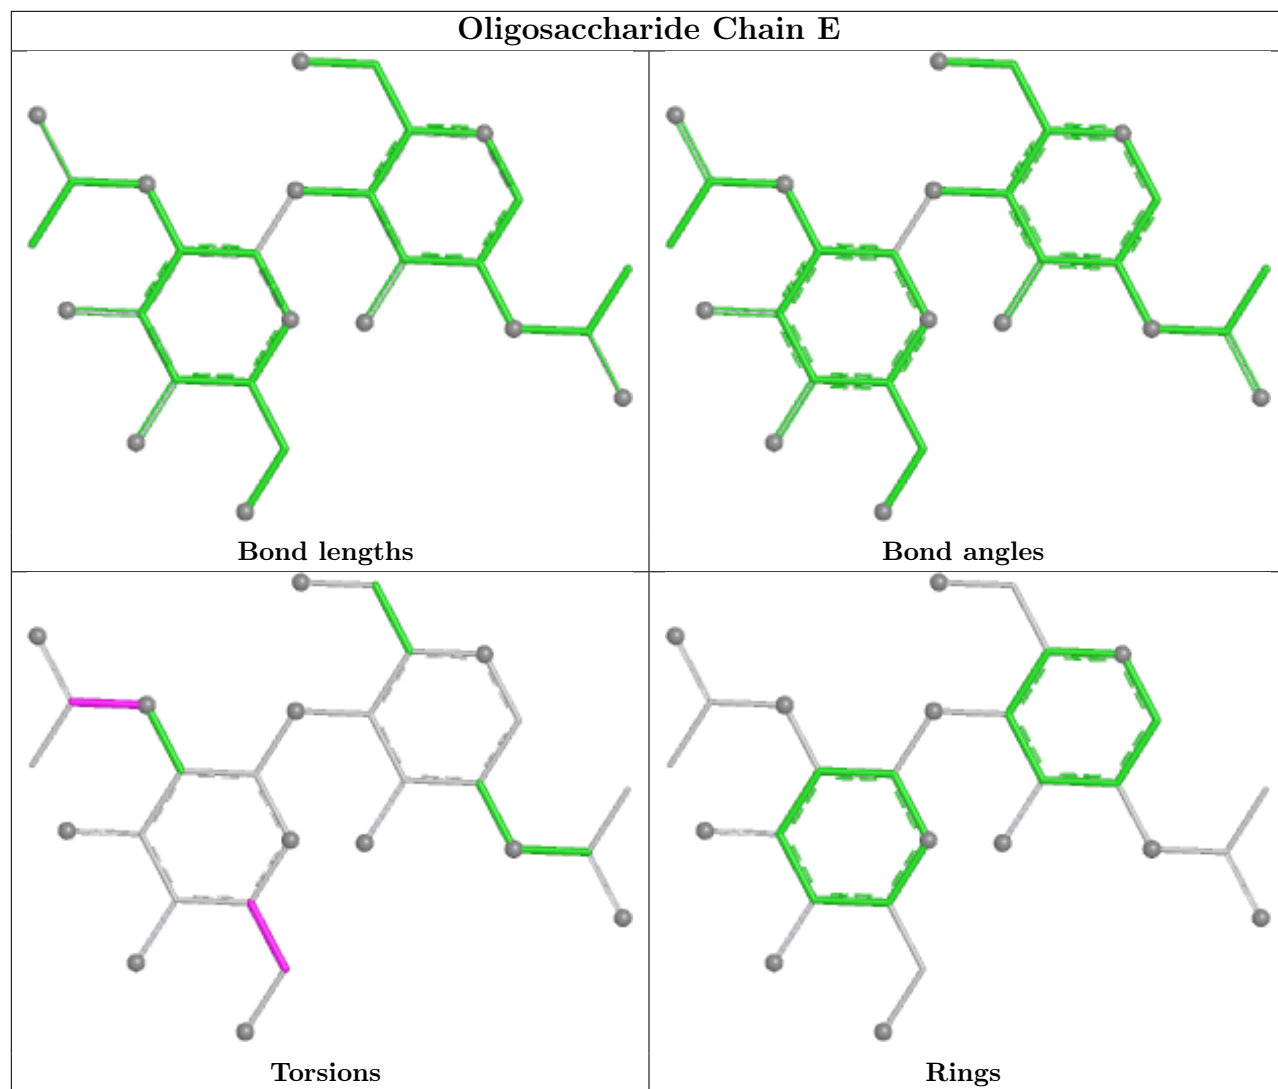 Oligosaccharide Chain E
Bond lengths
Bond angles
Torsions
Rings